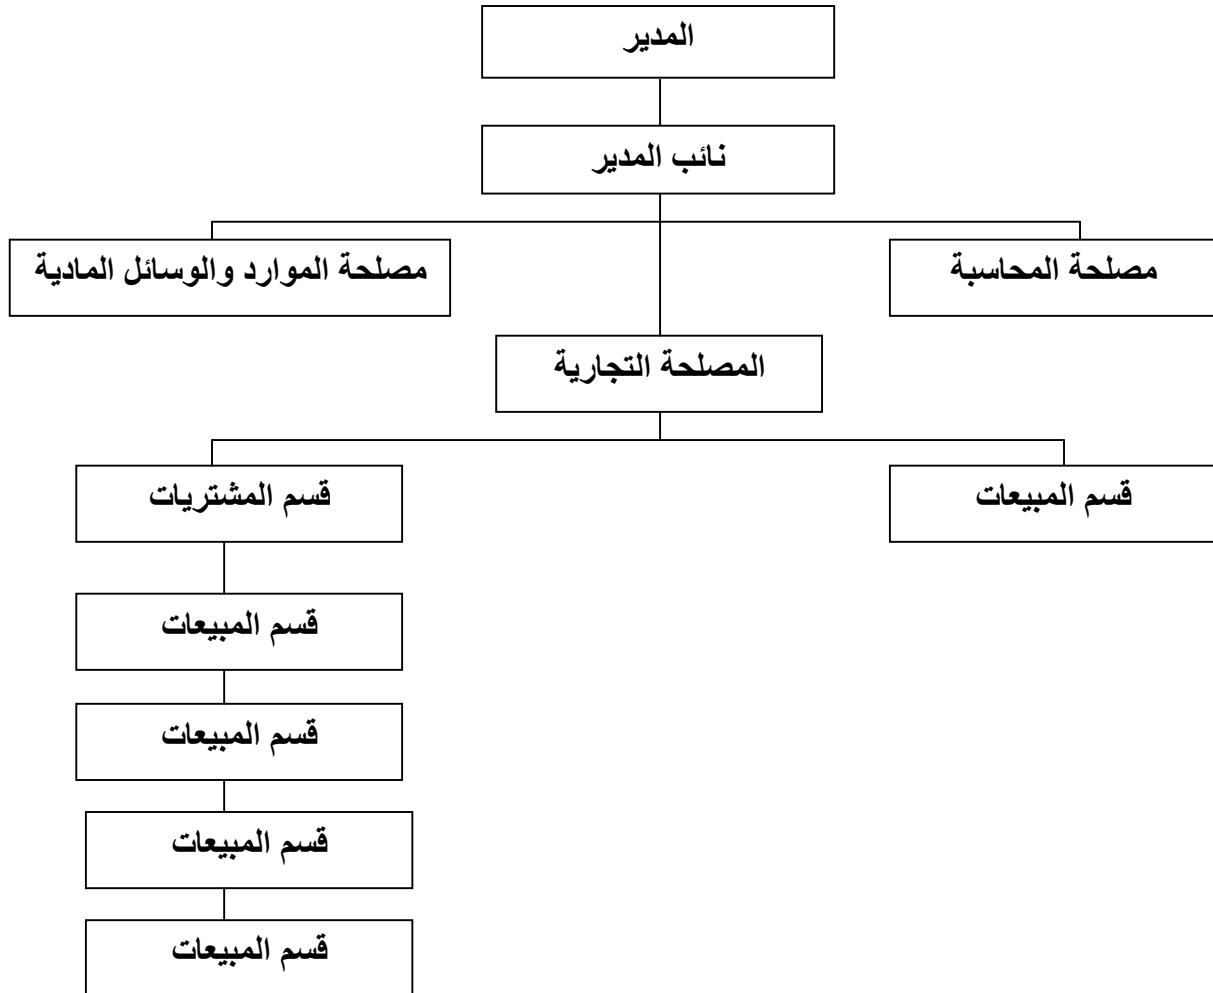 المدير
نائب المدير
مصلحة المحاسبة
مصلحة الموارد والوسائل المادية
المصلحة التجارية
قسم المبيعات
قسم المشتريات
قسم المبيعات
قسم المبيعات
قسم المبيعات
قسم المبيعات